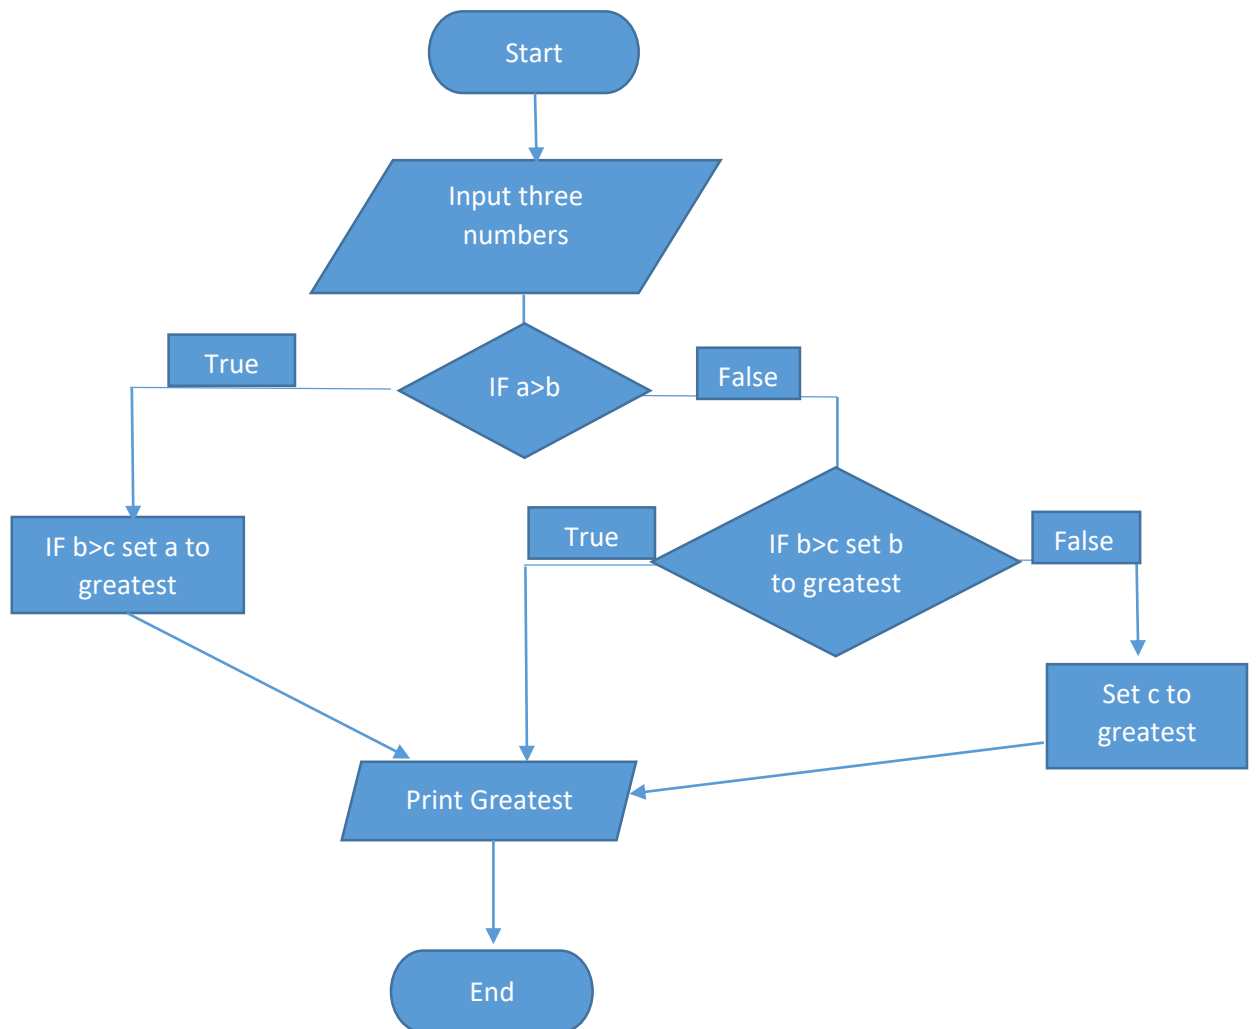 Start
Input three
numbers
True
IF a>b
False
IF b>c set a to
greatest
True
IF b>c set b
to greatest
False
Set c to
greatest
Print Greatest
End